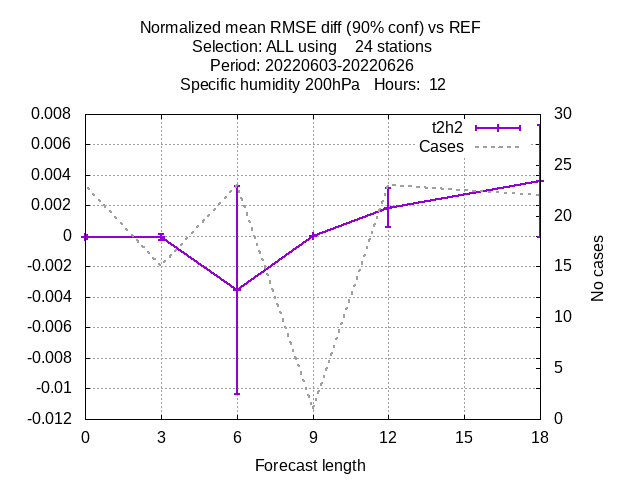 Normalized mean RMSE diff (90% conf) vs REF
Selection: ALL using    24 stations
Period: 20220603-20220626
Specific humidity 200hPa   Hours:  12
t2h2
Cases
0.008
0.006
0.004
0.002
0
-0.002
-0.004
-0.006
-0.008
-0.01
-0.012
30
25
20
15
10
5
0
No cases
0 3 6 9 12 15 18
Forecast length